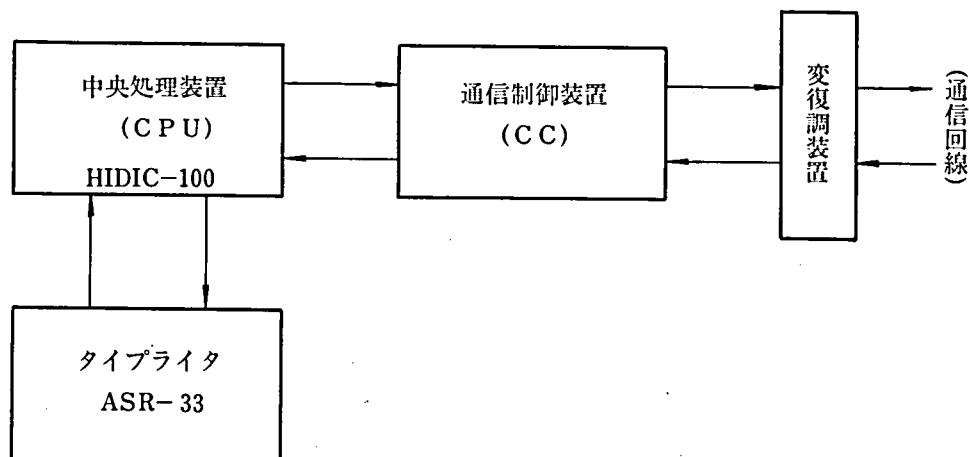 中央処理装置
(CPU)
HIDIC-100
通信制御装置
(CC)
変復調装置
(通信回線)
タイプライタ
ASR-33